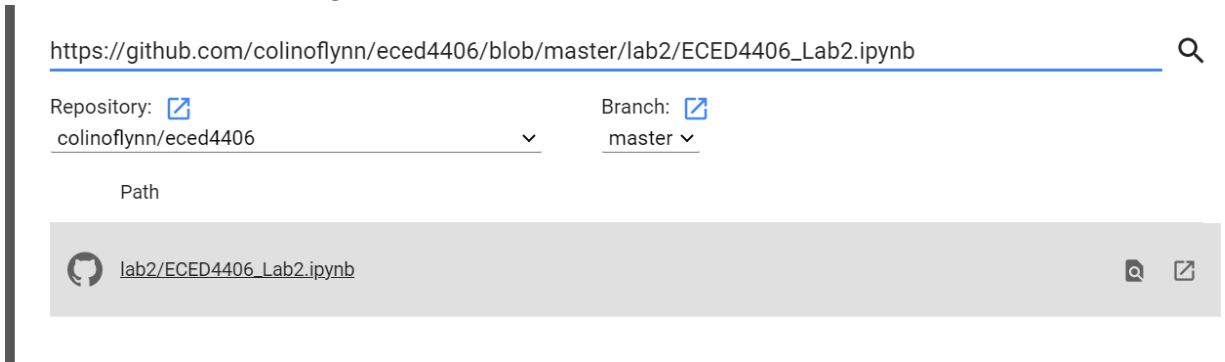 https://github.com/colinoflynn/eced4406/blob/master/lab2/ECED4406_Lab2.ipynb
Repository: Branch:
colinoflynn/eced4406 master
Path
lab2/ECED4406_Lab2.ipynb